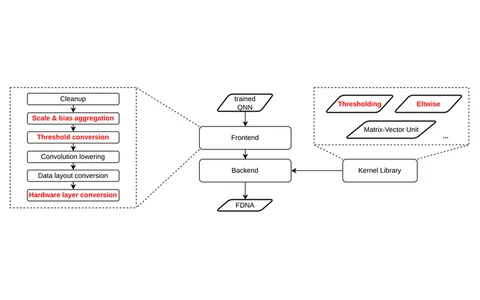 Cleanup
Scale & bias aggregation
Threshold conversion
Convolution lowering
Data layout conversion
Hardware layer conversion
trained
QNN
Frontend
Backend
FDNA
Thresholding
Eltwise
Matrix-Vector Unit
...
Kernel Library